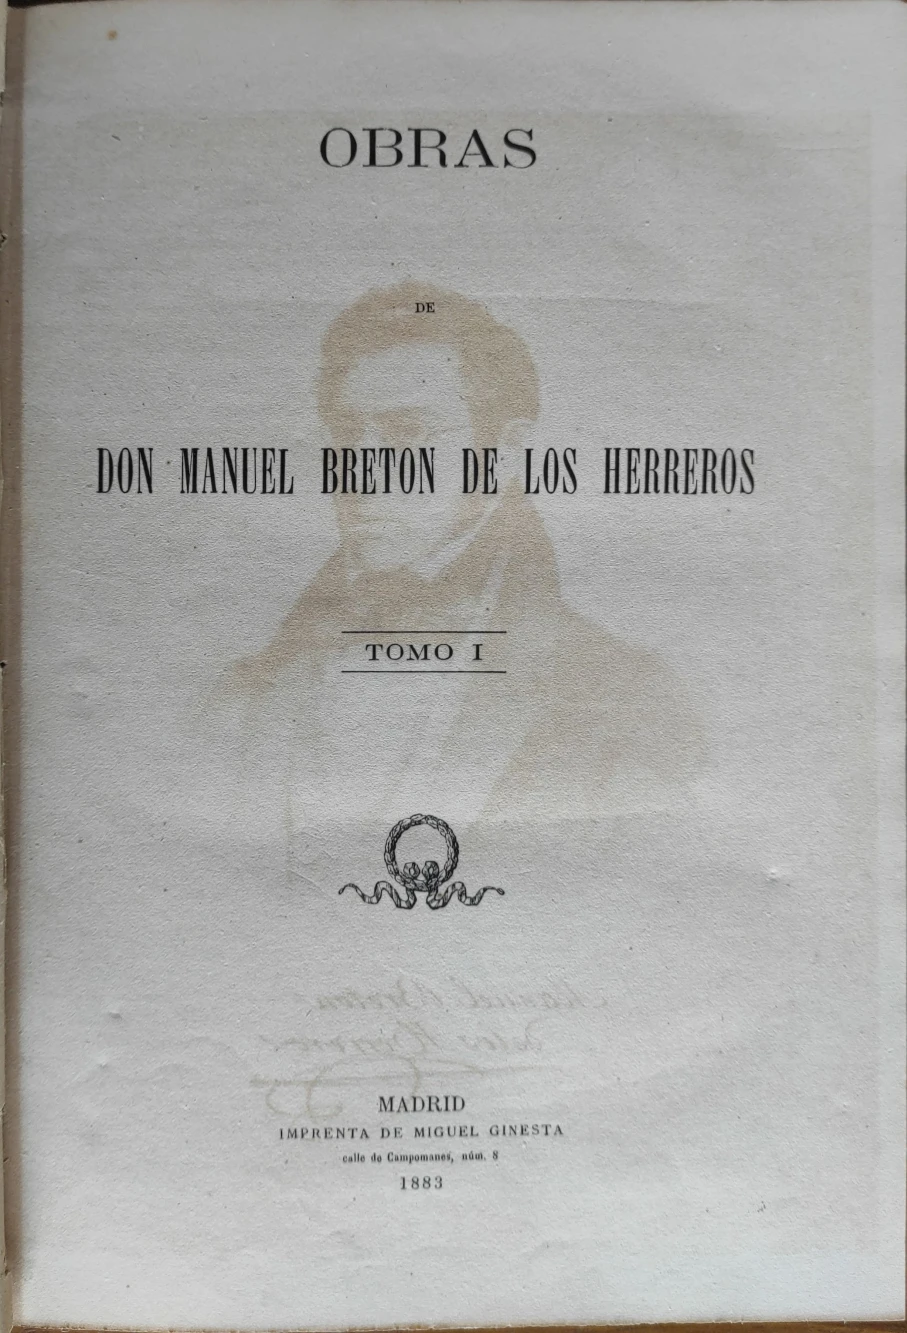 OBRAS
DE
DON MANUEL BRETON DE LOS HERREROS
TOMO I
MADRID
IMPRENTA DE MIGUEL GINESTA
calle de Campomanes, núm. 8
1883